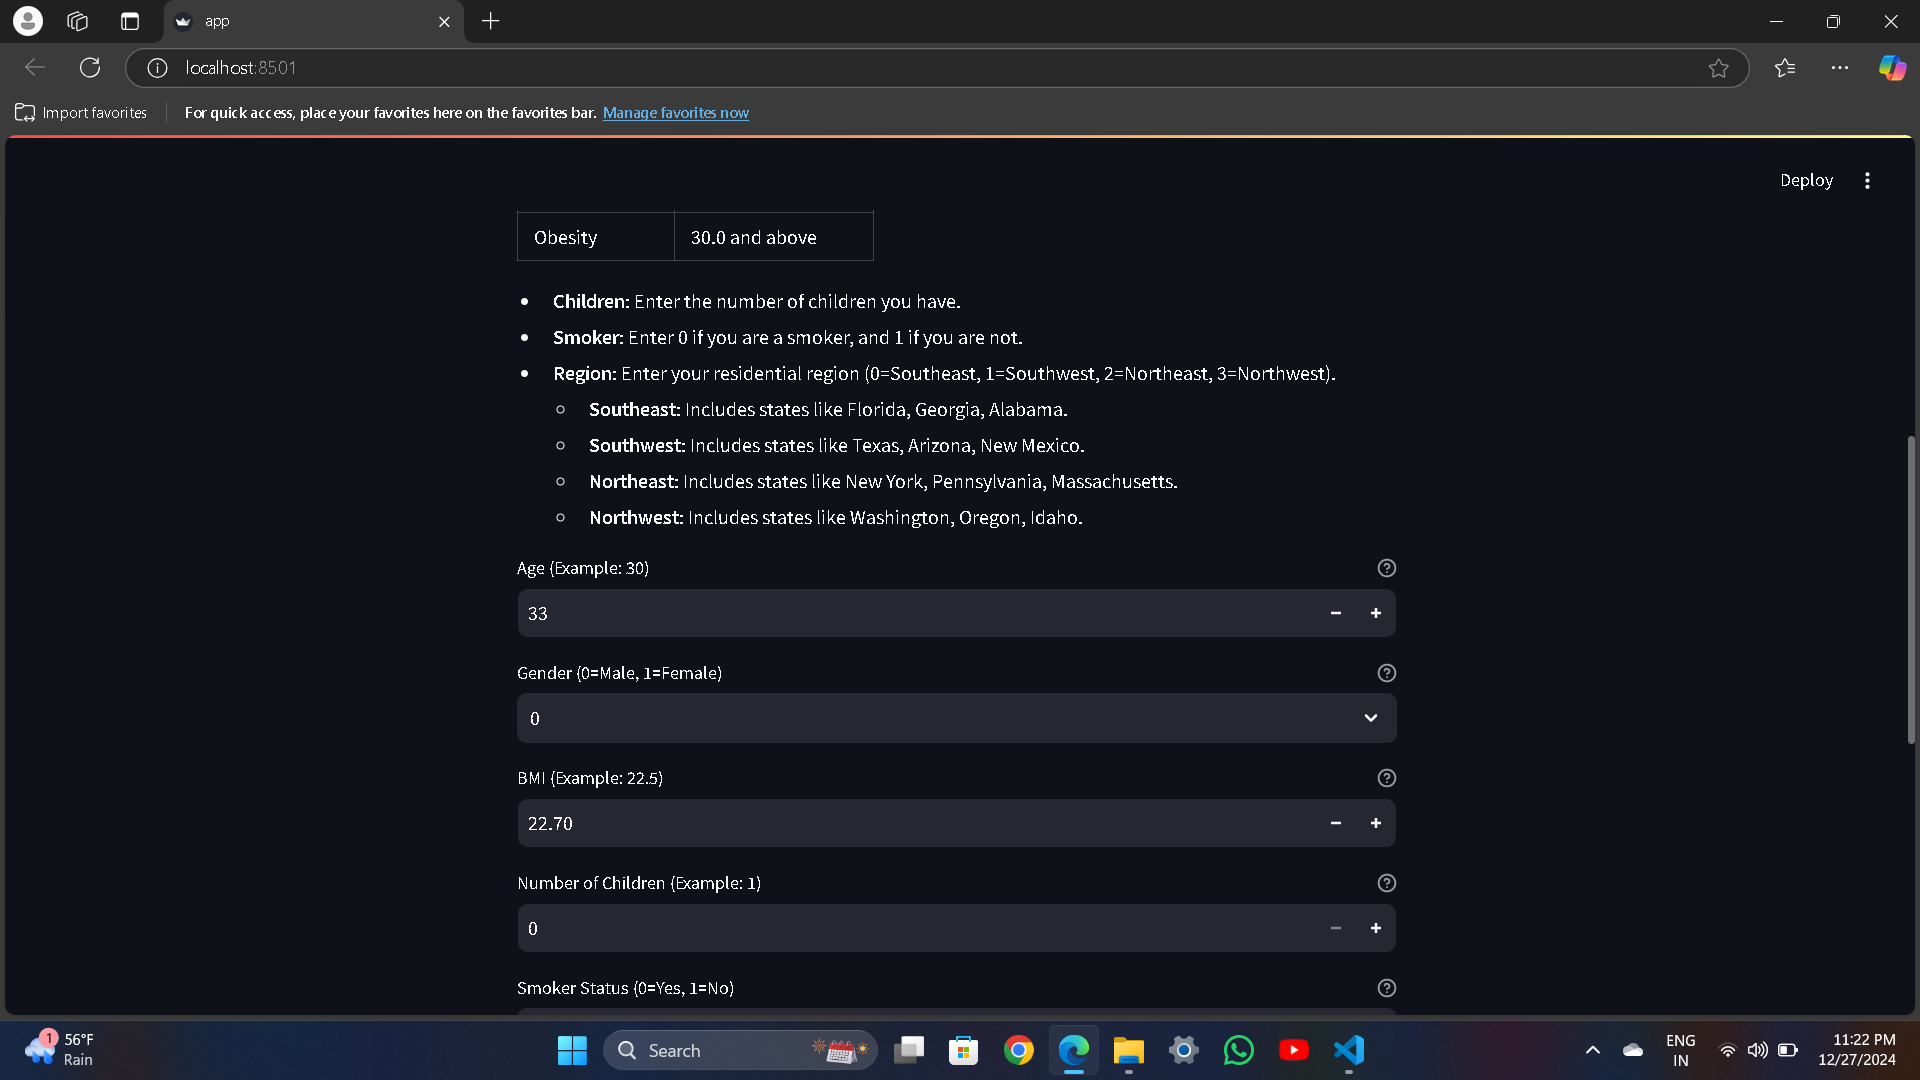 app
localhost:8501
Import favorites
For quick access, place your favorites here on the favorites bar. Manage favorites now
Deploy
Obesity 30.0 and above
Children: Enter the number of children you have.
Smoker: Enter 0 if you are a smoker, and 1 if you are not.
Region: Enter your residential region (0=Southeast, 1=Southwest, 2=Northeast, 3=Northwest).
Southeast: Includes states like Florida, Georgia, Alabama.
Southwest: Includes states like Texas, Arizona, New Mexico.
Northeast: Includes states like New York, Pennsylvania, Massachusetts.
Northwest: Includes states like Washington, Oregon, Idaho.
Age (Example: 30)
33
Gender (0=Male, 1=Female)
0
BMI (Example: 22.5)
22.70
Number of Children (Example: 1)
0
Smoker Status (0=Yes, 1=No)
1
56°F
Rain
Search
ENG
IN
11:22 PM
12/27/2024